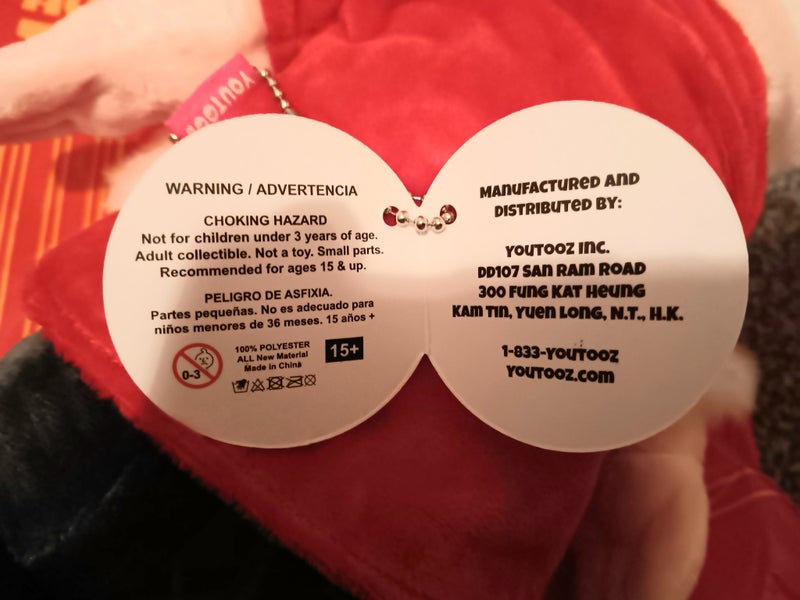 YOUTOOZ
WARNING / ADVERTENCIA
CHOKING HAZARD
Not for children under 3 years of age.
Adult collectible. Not a toy. Small parts.
Recommended for ages 15 & up.
PELIGRO DE ASFIXIA.
Partes pequeñas. No es adecuado para
niños menores de 36 meses. 15 años +
0-3
100% POLYESTER
ALL New Material
Made in China
15+
MANUFACTURED AND
DISTRIBUTED BY:
YOUTOOZ INC.
DD107 SAN RAM ROAD
300 FUNG KAT HEUNG
KAM TIN, YUEN LONG, N.T., H.K.
1-833-YOUTOOZ
YOUTOOZ.COM